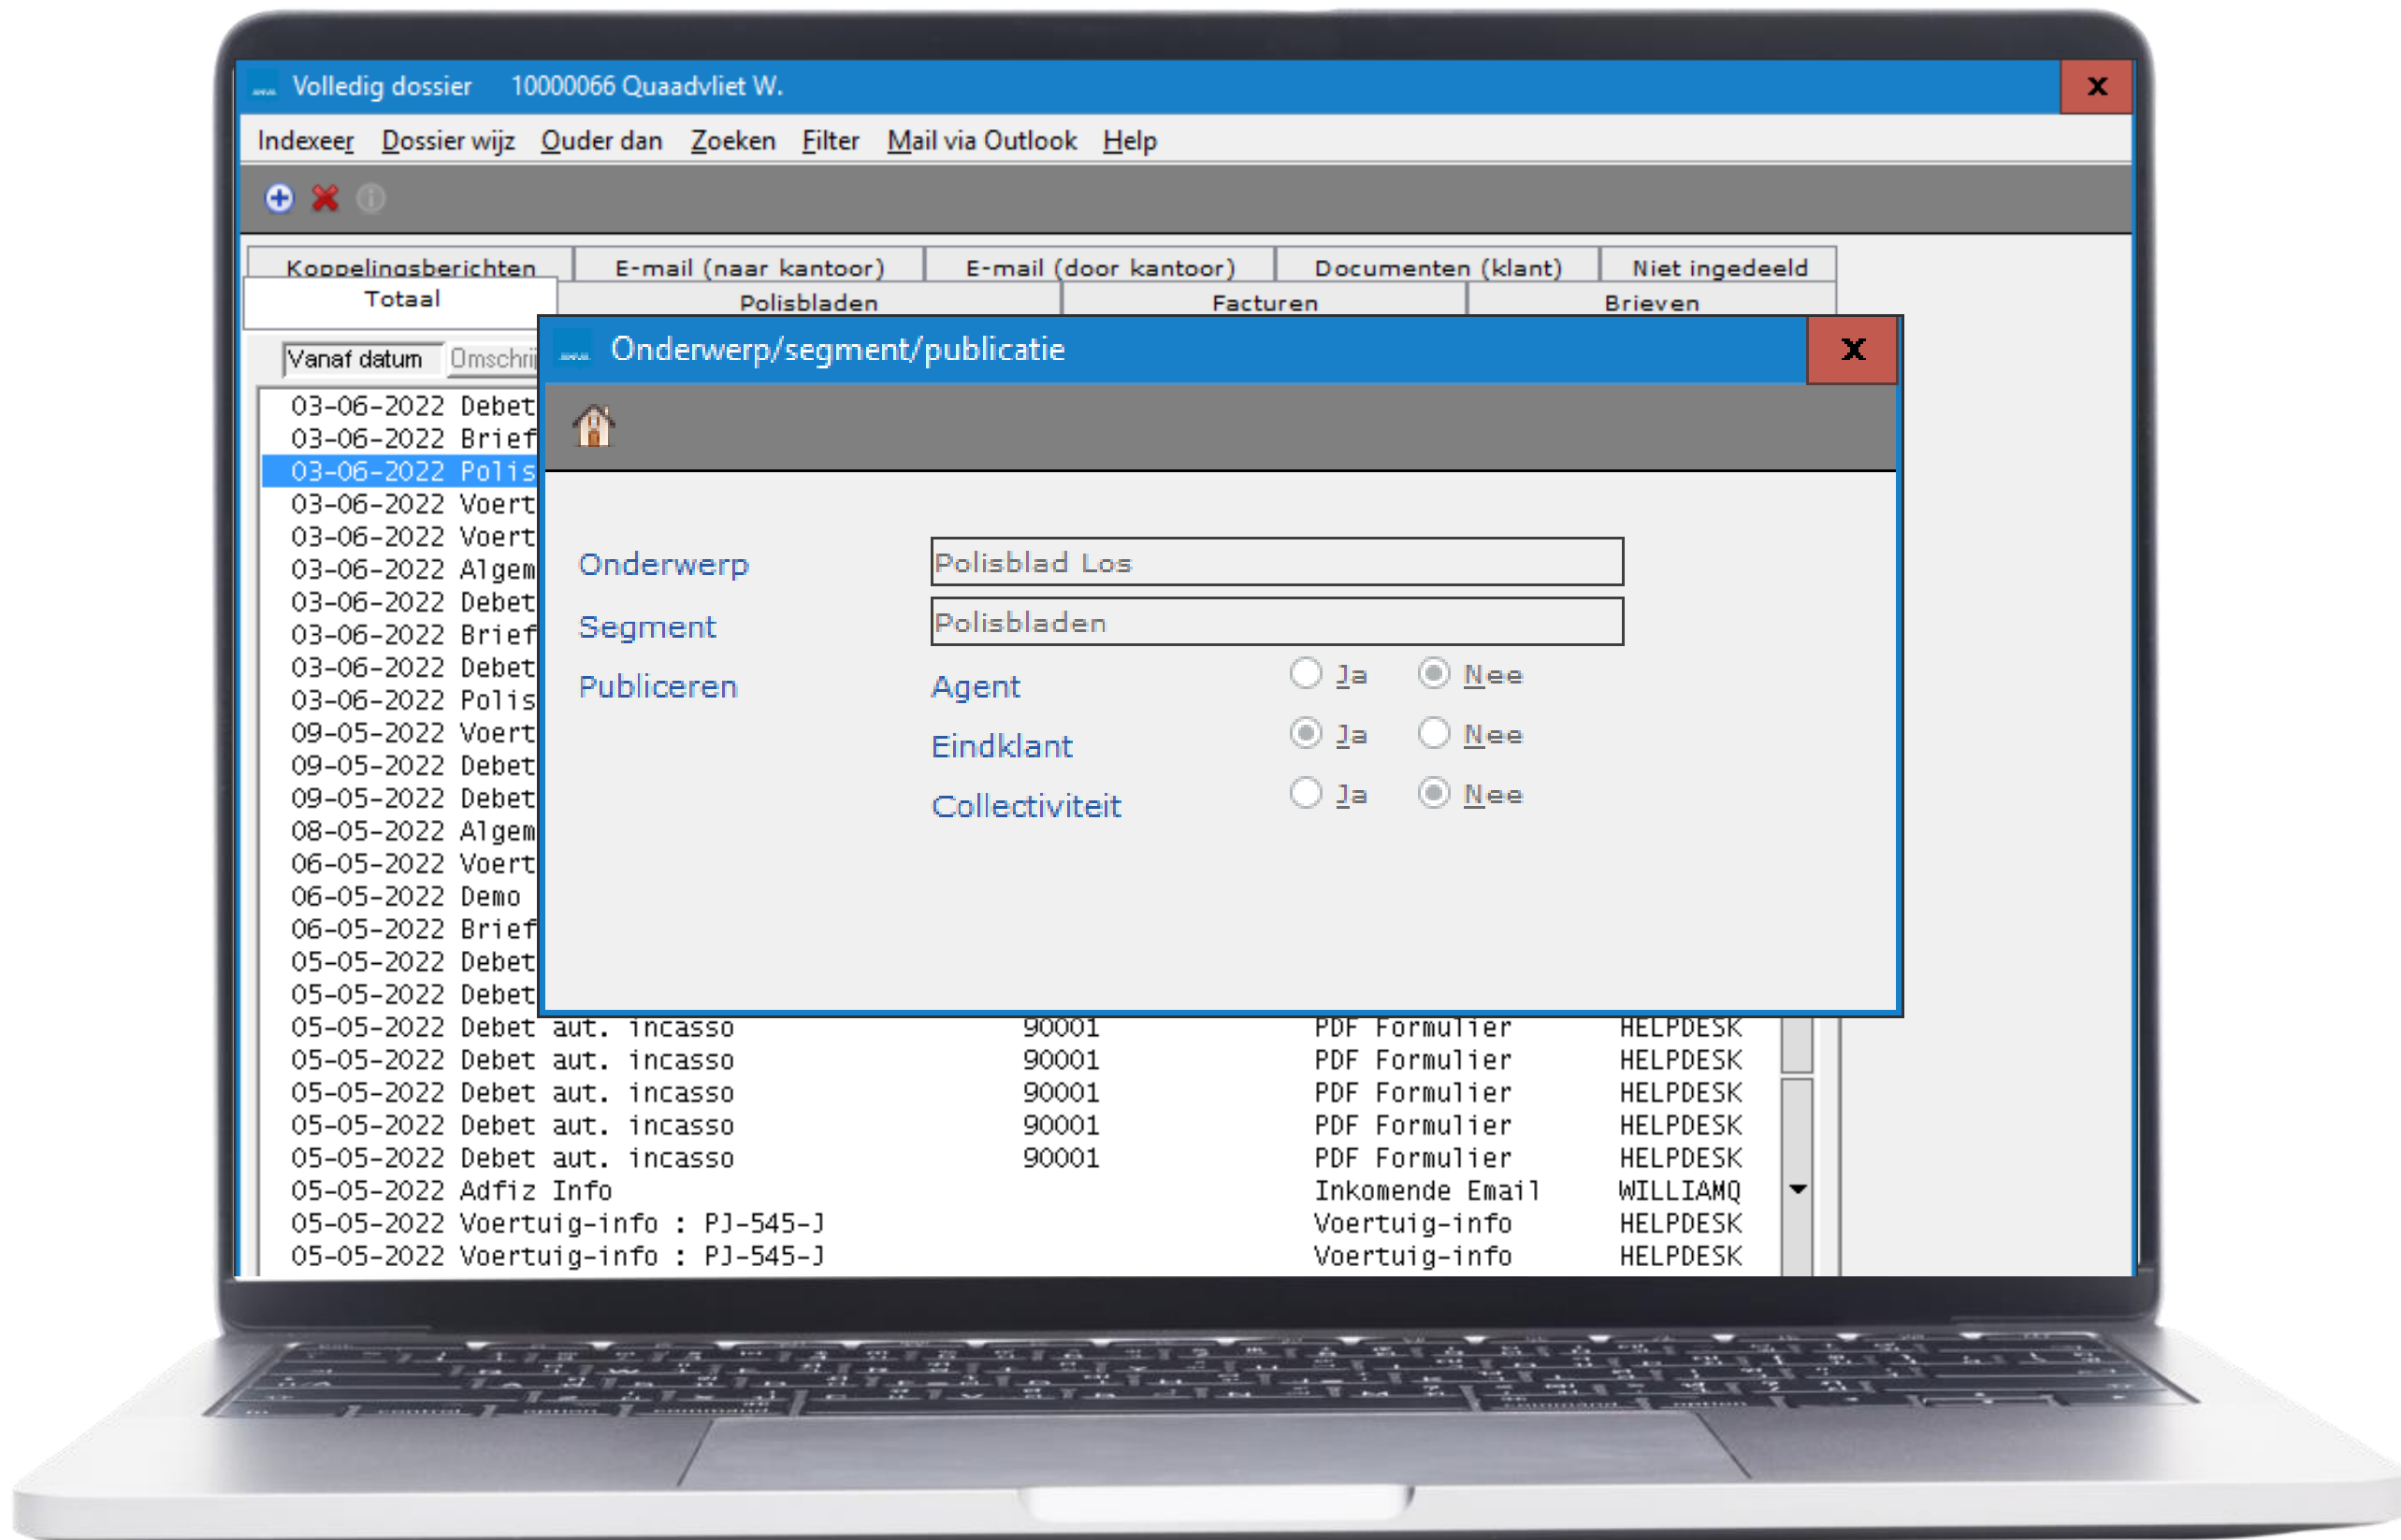 Volledig dossier 10000066 Quaadvliet W.
x
Indexeer Dossier wijz Ouder dan Zoeken Filter Mail via Outlook Help
Koppelingsberichten E-mail (naar kantoor) E-mail (door kantoor) Documenten (klant) Niet ingedeeld
Totaal Polisbladen Facturen Brieven
Vanaf datum Omschrij
Onderwerp/segment/publicatie
x
03-06-2022 Debet
03-06-2022 Brief
03-06-2022 Polis
03-06-2022 Voert
03-06-2022 Voert
03-06-2022 Algem
03-06-2022 Debet
03-06-2022 Brief
03-06-2022 Debet
03-06-2022 Polis
09-05-2022 Voert
09-05-2022 Debet
09-05-2022 Debet
08-05-2022 Algem
06-05-2022 Voert
06-05-2022 Demo
06-05-2022 Brief
05-05-2022 Debet
05-05-2022 Debet
Onderwerp Polisblad Los
Segment Polisbladen
Publiceren Agent Ja Nee
Eindklant Ja Nee
Collectiviteit Ja Nee
05-05-2022 Debet aut. incasso 90001 PDF Formulier HELPDESK
05-05-2022 Debet aut. incasso 90001 PDF Formulier HELPDESK
05-05-2022 Debet aut. incasso 90001 PDF Formulier HELPDESK
05-05-2022 Debet aut. incasso 90001 PDF Formulier HELPDESK
05-05-2022 Debet aut. incasso 90001 PDF Formulier HELPDESK
05-05-2022 Adfiz Info Inkomende Email WILLIAMQ
05-05-2022 Voertuig-info : PJ-545-J Voertuig-info HELPDESK
05-05-2022 Voertuig-info : PJ-545-J Voertuig-info HELPDESK
control option command command option